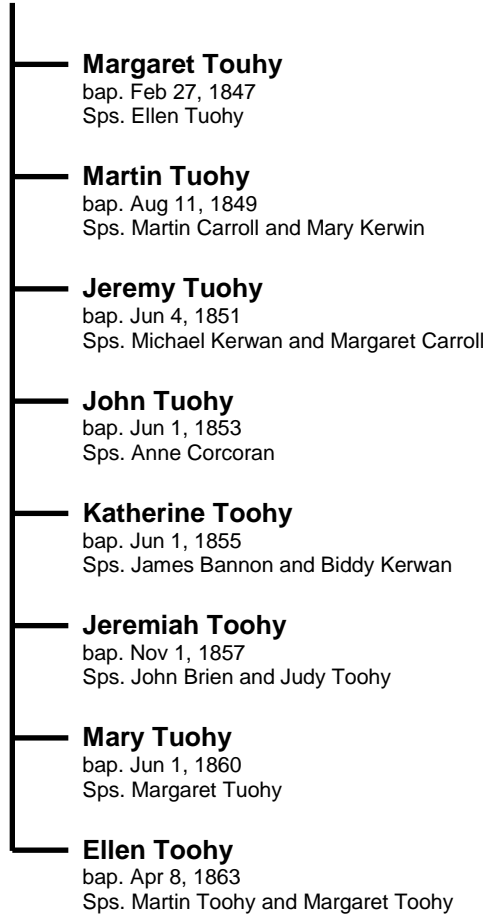 Margaret Touhy
bap. Feb 27, 1847
Sps. Ellen Tuohy
Martin Tuohy
bap. Aug 11, 1849
Sps. Martin Carroll and Mary Kerwin
Jeremy Tuohy
bap. Jun 4, 1851
Sps. Michael Kerwan and Margaret Carroll
John Tuohy
bap. Jun 1, 1853
Sps. Anne Corcoran
Katherine Toohy
bap. Jun 1, 1855
Sps. James Bannon and Biddy Kerwan
Jeremiah Toohy
bap. Nov 1, 1857
Sps. John Brien and Judy Toohy
Mary Tuohy
bap. Jun 1, 1860
Sps. Margaret Tuohy
Ellen Toohy
bap. Apr 8, 1863
Sps. Martin Toohy and Margaret Toohy